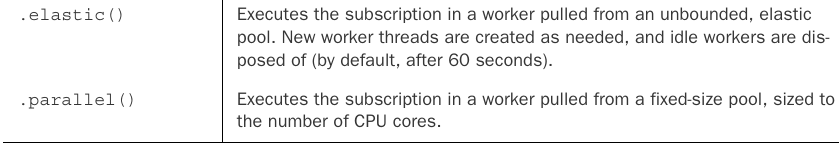 .elastic() Executes the subscription in a worker pulled from an unbounded, elastic
pool. New worker threads are created as needed, and idle workers are dis-
posed of (by default, after 60 seconds).
.parallel() Executes the subscription in a worker pulled from a fixed-size pool, sized to
the number of CPU cores.